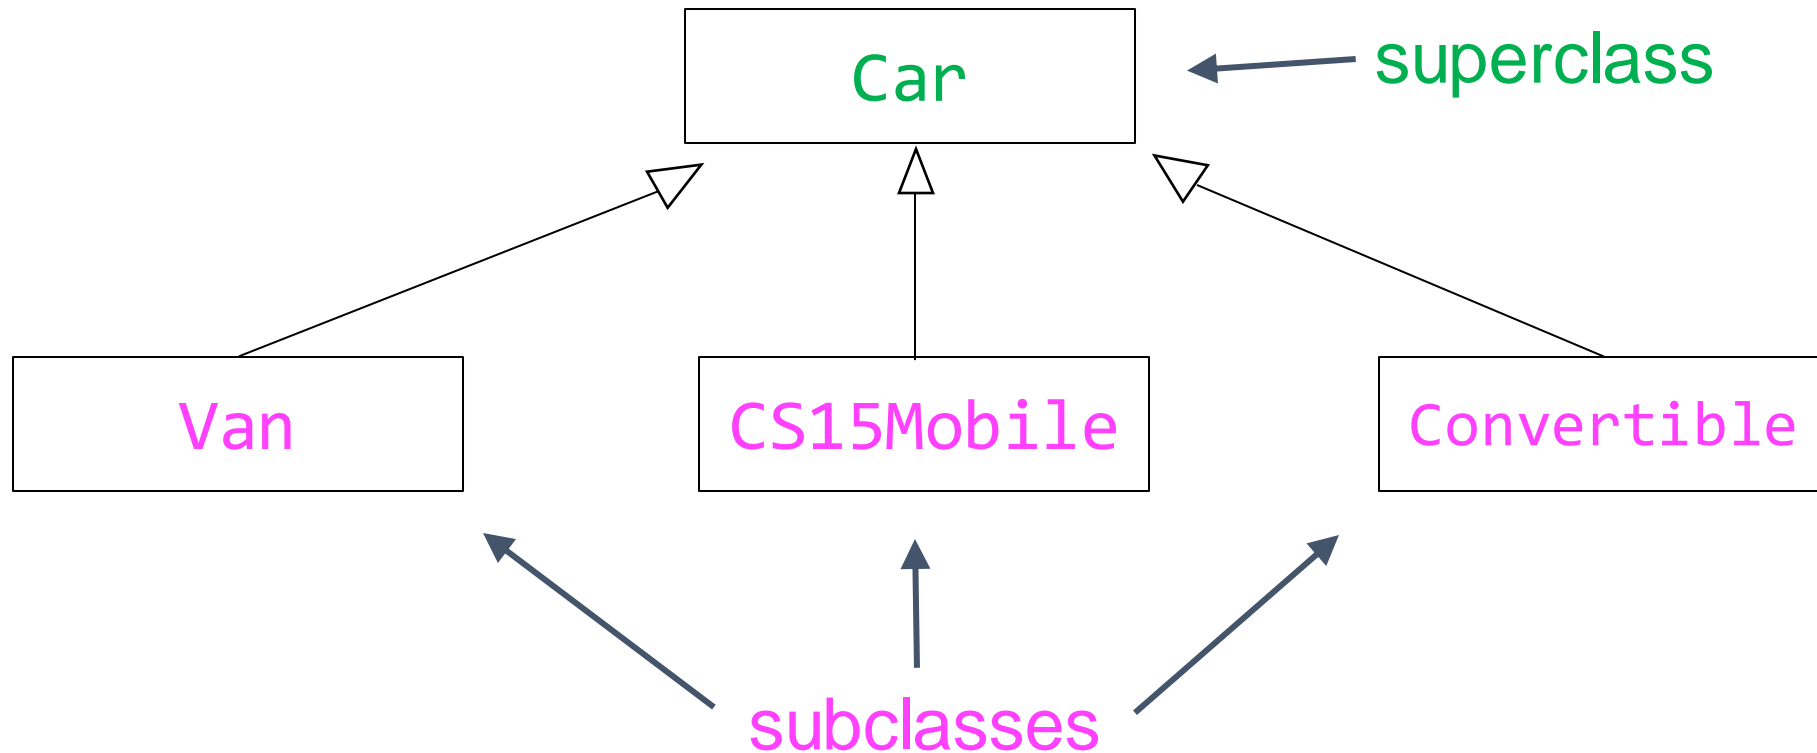 Car
superclass
Van
CS15Mobile
Convertible
subclasses